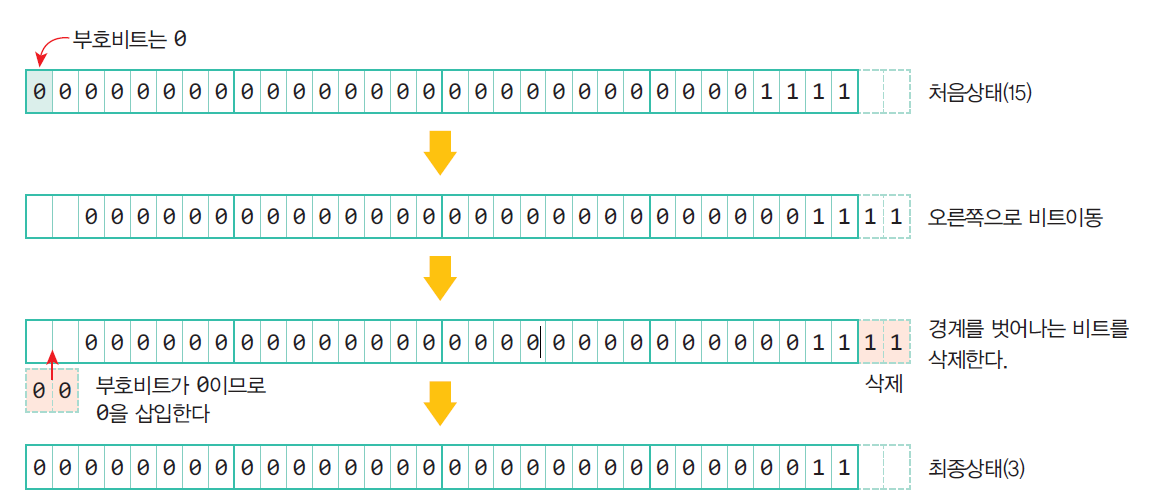 부호비트는 0
0 0 0 0 0 0 0 0 0 0 0 0 0 0 0 0 0 0 0 0 0 0 0 0 0 0 0 0 1 1 1 1 처음상태(15)
0 0 0 0 0 0 0 0 0 0 0 0 0 0 0 0 0 0 0 0 0 0 0 0 0 0 0 0 1 1 1 1 오른쪽으로 비트이동
0 0 0 0 0 0 0 0 0 0 0 0 0 0 0 0 0 0 0 0 0 0 0 0 0 0 0 0 1 1 1 1
경계를 벗어나는 비트를
삭제한다.
삭제
0 0
부호비트가 0이므로
0을 삽입한다
0 0 0 0 0 0 0 0 0 0 0 0 0 0 0 0 0 0 0 0 0 0 0 0 0 0 0 0 0 0 1 1 최종상태(3)